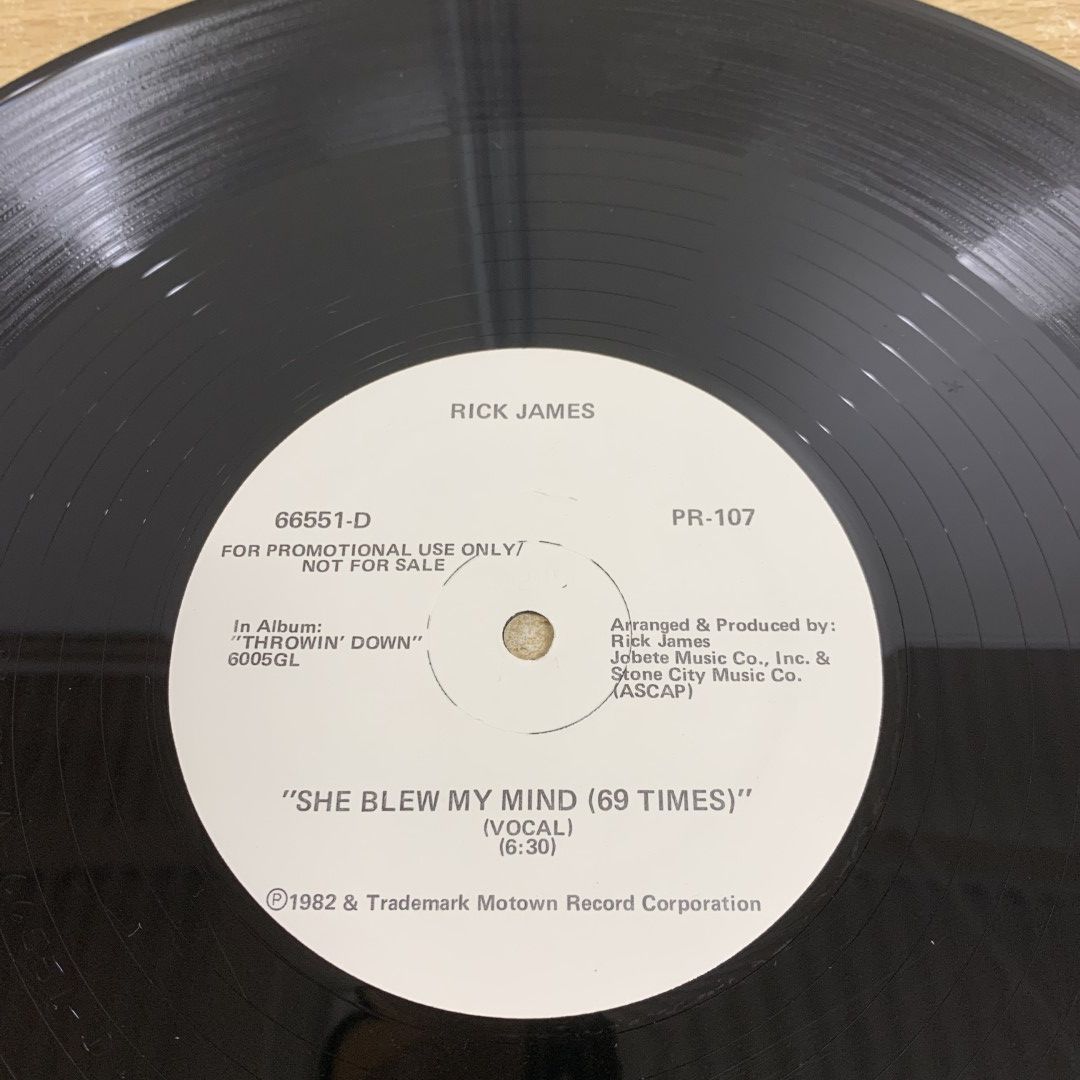 RICK JAMES
66551-D
PR-107
FOR PROMOTIONAL USE ONLY/
NOT FOR SALE
In Album:
"THROWIN' DOWN"
6005GL
Arranged & Produced by:
Rick James
Jobete Music Co., Inc. &
Stone City Music Co.
(ASCAP)
"SHE BLEW MY MIND (69 TIMES)"
(VOCAL)
(6:30)
Ⓟ1982 & Trademark Motown Record Corporation